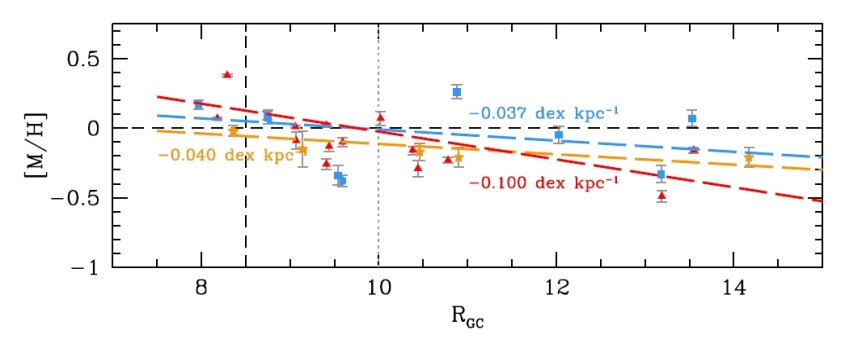 0.5
[M/H]
0
−0.5
−1
−0.037 dex kpc⁻¹
−0.040 dex kpc
−0.100 dex kpc⁻¹
8
10
12
14
R_GC